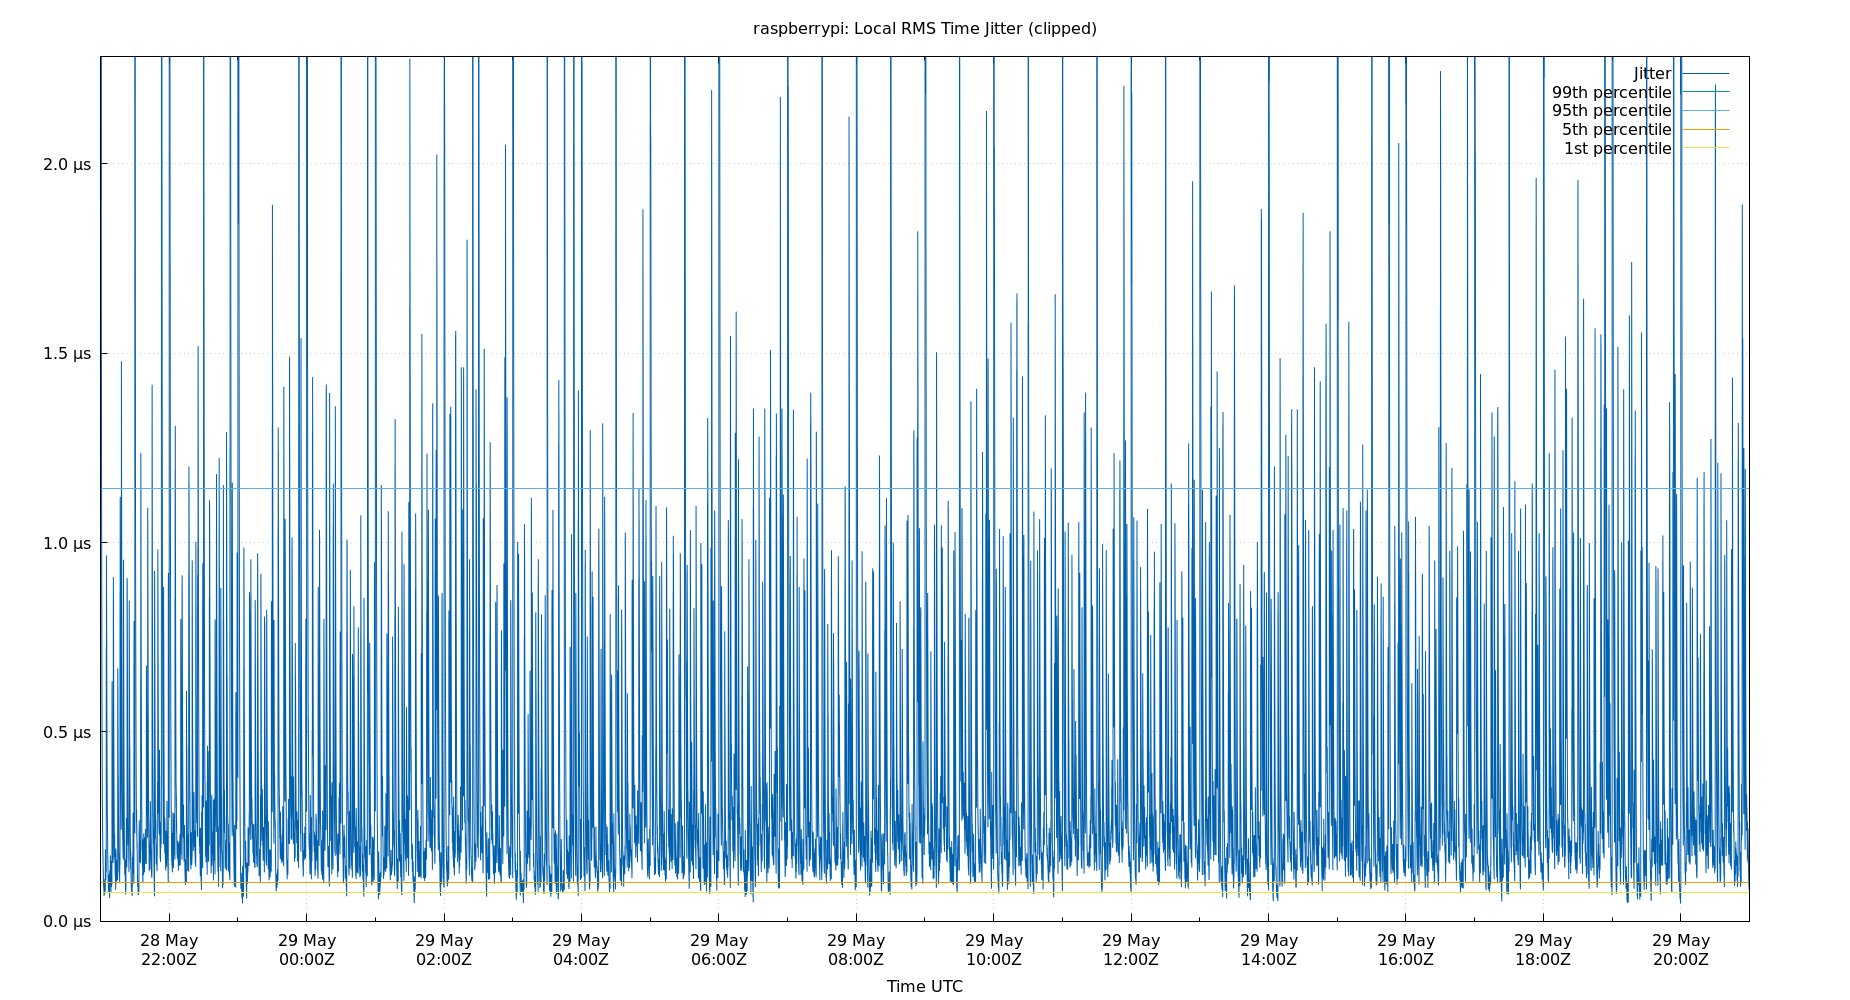 raspberrypi: Local RMS Time Jitter (clipped)
Jitter
99th percentile
95th percentile
5th percentile
1st percentile
2.0 μs
1.5 μs
1.0 μs
0.5 μs
0.0 μs
28 May 29 May 29 May 29 May 29 May 29 May 29 May 29 May 29 May 29 May 29 May 29 May
22:00Z 00:00Z 02:00Z 04:00Z 06:00Z 08:00Z 10:00Z 12:00Z 14:00Z 16:00Z 18:00Z 20:00Z
Time UTC